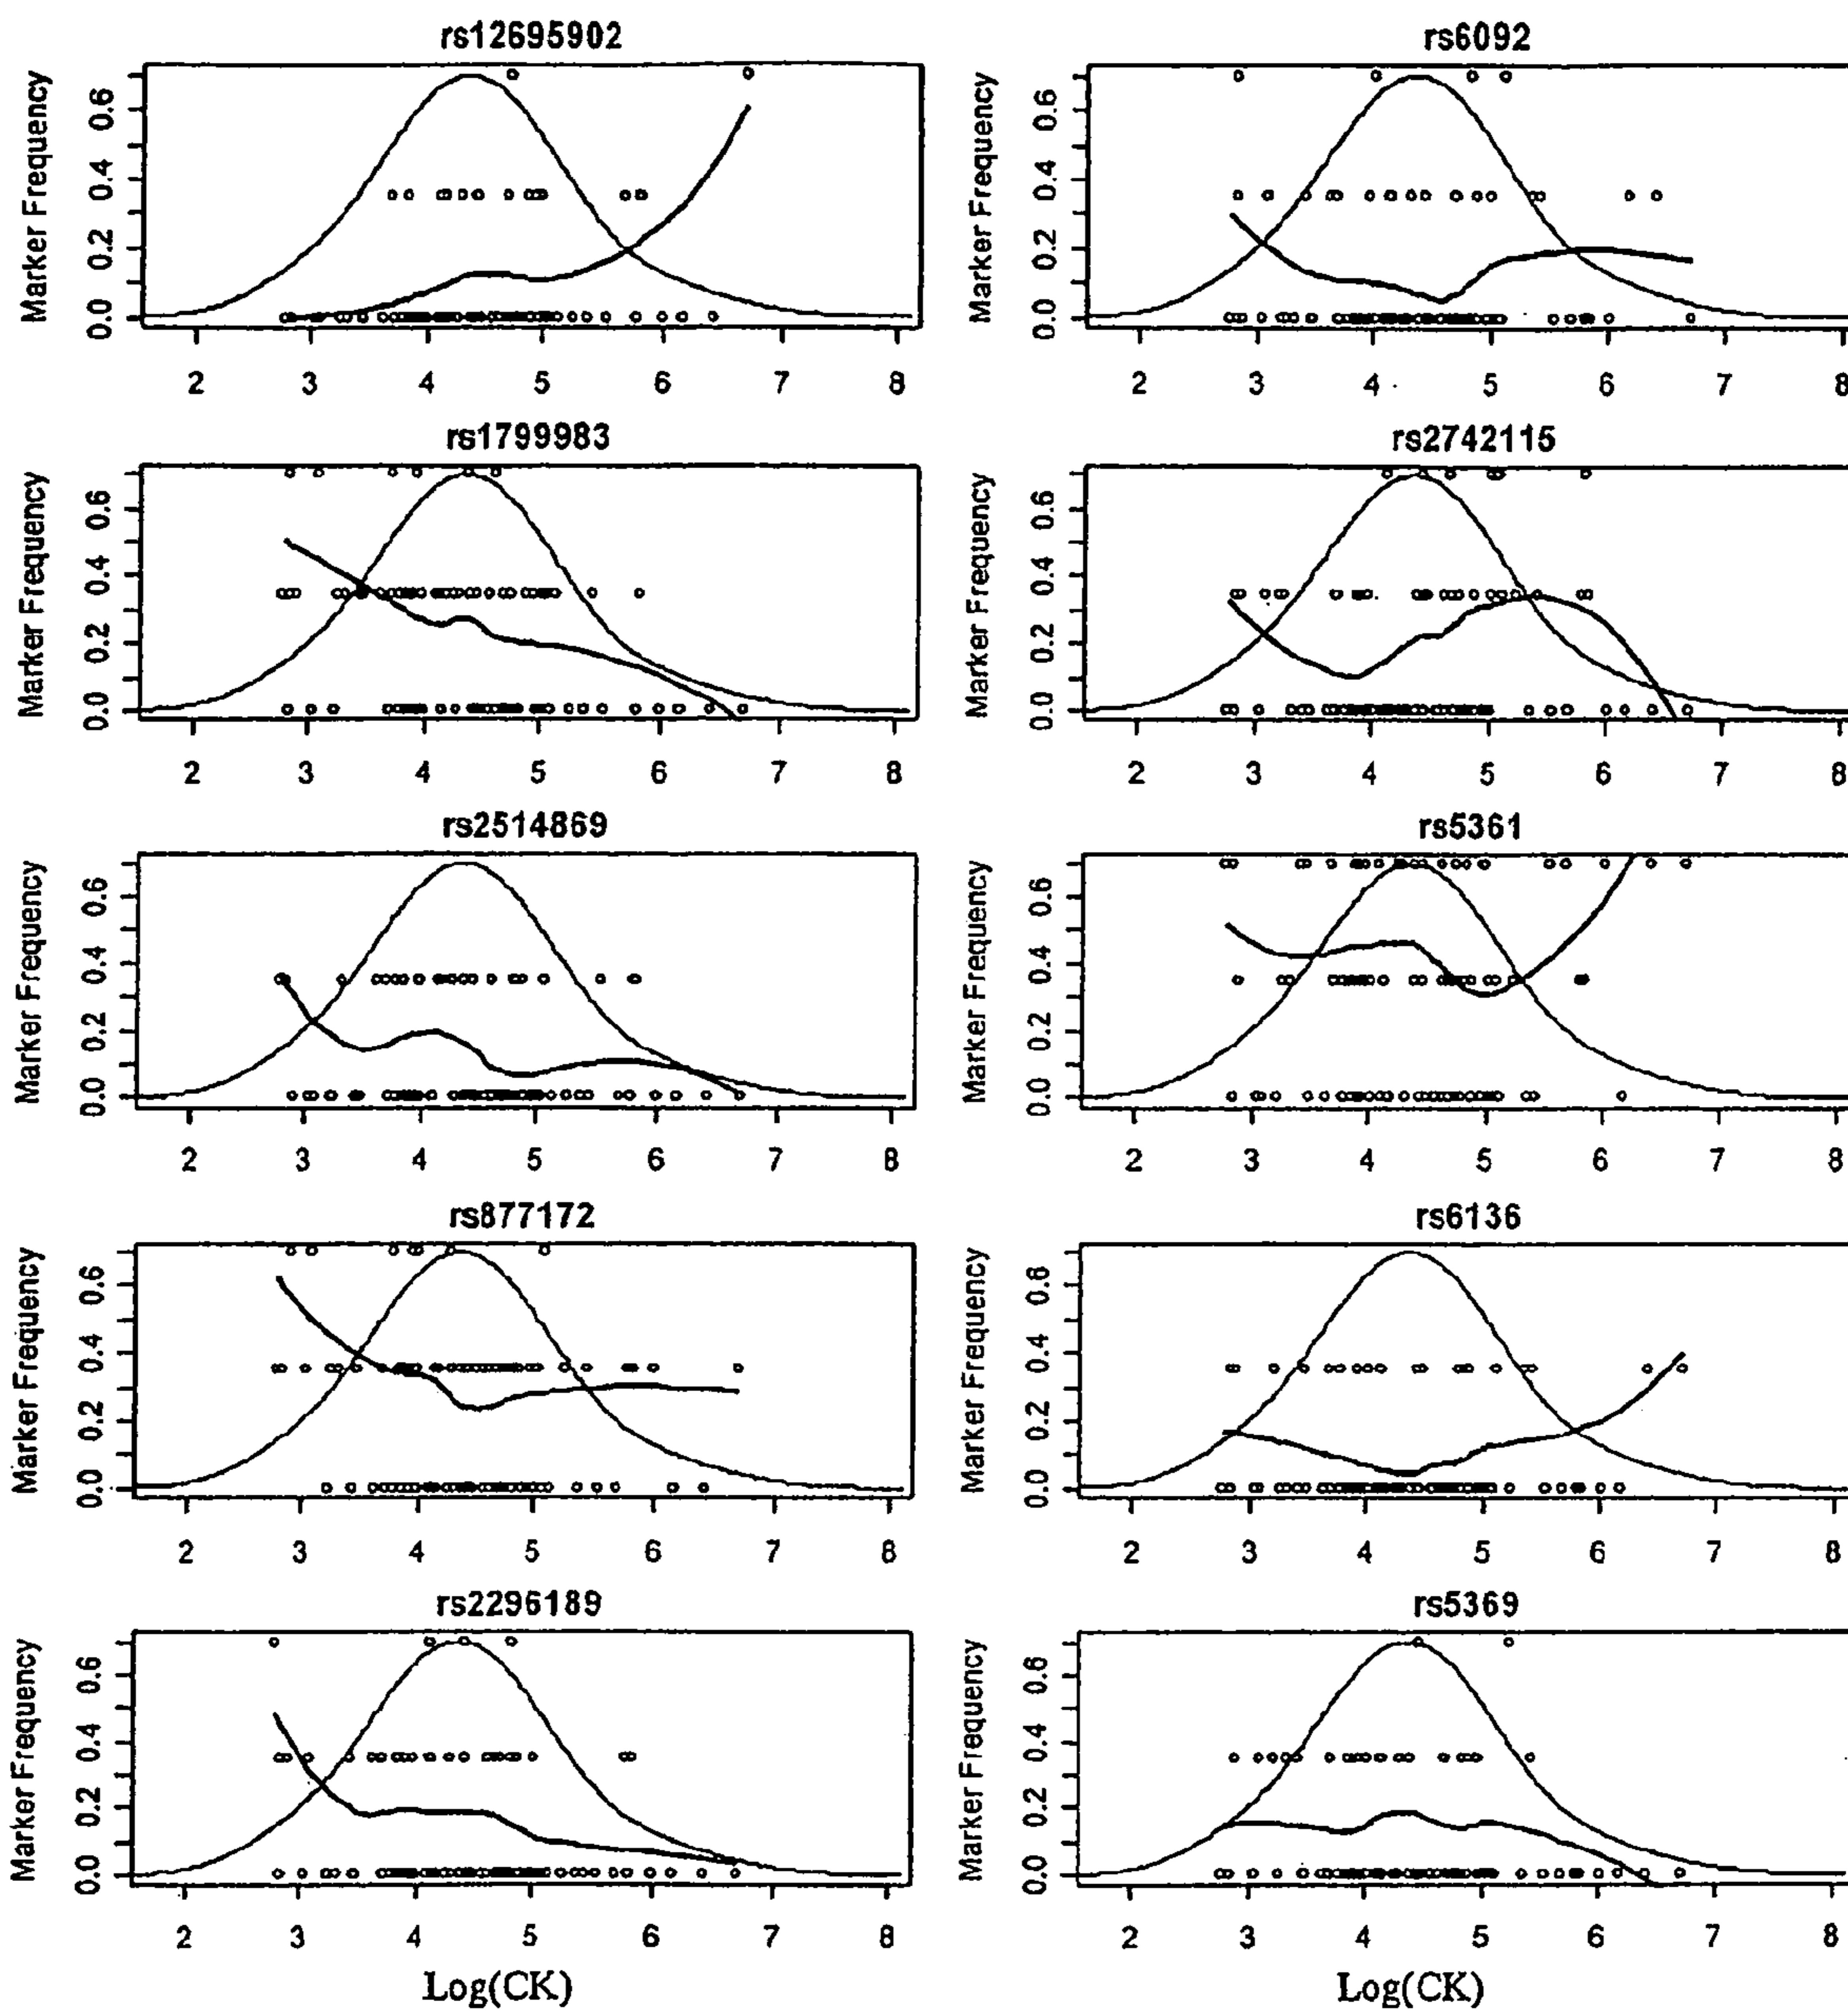 rs12695902
Marker Frequency
0.0 0.2 0.4 0.6
2 3 4 5 6 7 8
rs6092
Marker Frequency
0.0 0.2 0.4 0.6
2 3 4 5 6 7 8
rs1799983
Marker Frequency
0.0 0.2 0.4 0.6
2 3 4 5 6 7 8
rs2742115
Marker Frequency
0.0 0.2 0.4 0.6
2 3 4 5 6 7 8
rs2514869
Marker Frequency
0.0 0.2 0.4 0.6
2 3 4 5 6 7 8
rs5361
Marker Frequency
0.0 0.2 0.4 0.6
2 3 4 5 6 7 8
rs877172
Marker Frequency
0.0 0.2 0.4 0.6
2 3 4 5 6 7 8
rs6136
Marker Frequency
0.0 0.2 0.4 0.6
2 3 4 5 6 7 8
rs2296189
Marker Frequency
0.0 0.2 0.4 0.6
2 3 4 5 6 7 8
Log(CK)
rs5369
Marker Frequency
0.0 0.2 0.4 0.6
2 3 4 5 6 7 8
Log(CK)